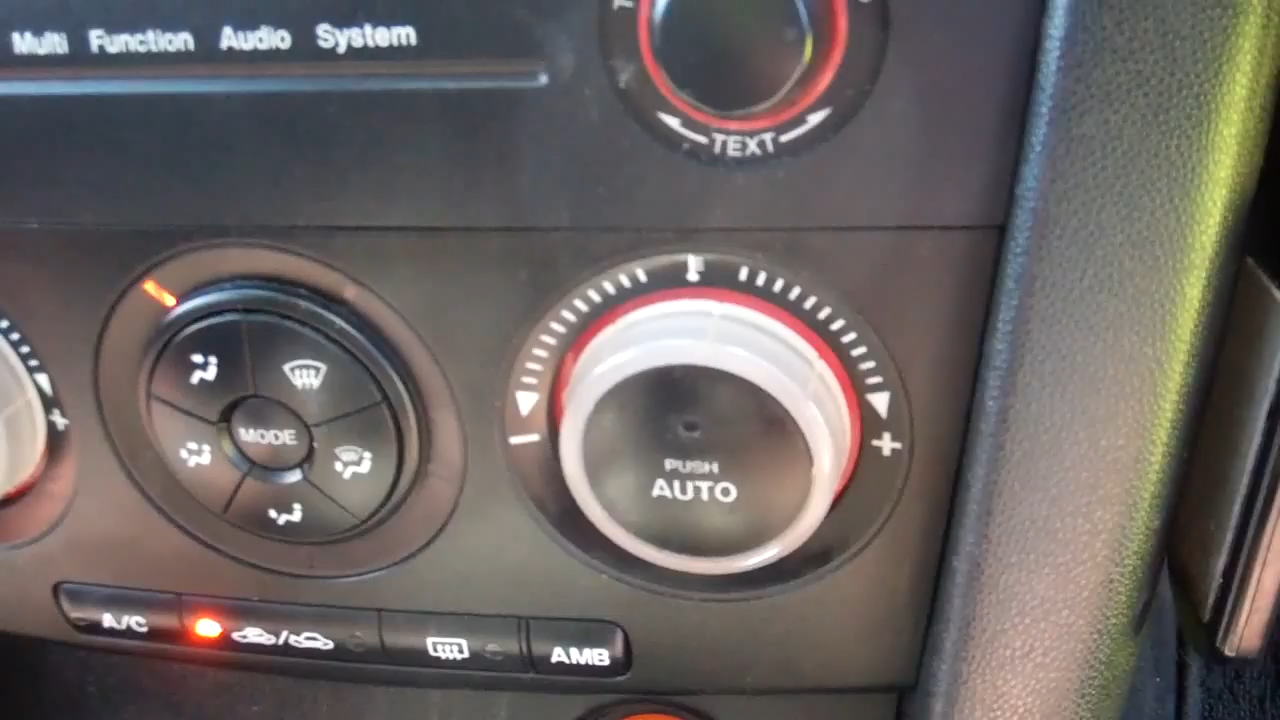 Multi Function Audio System
TEXT
MODE
PUSH
AUTO
− +
+
A/C
AMB